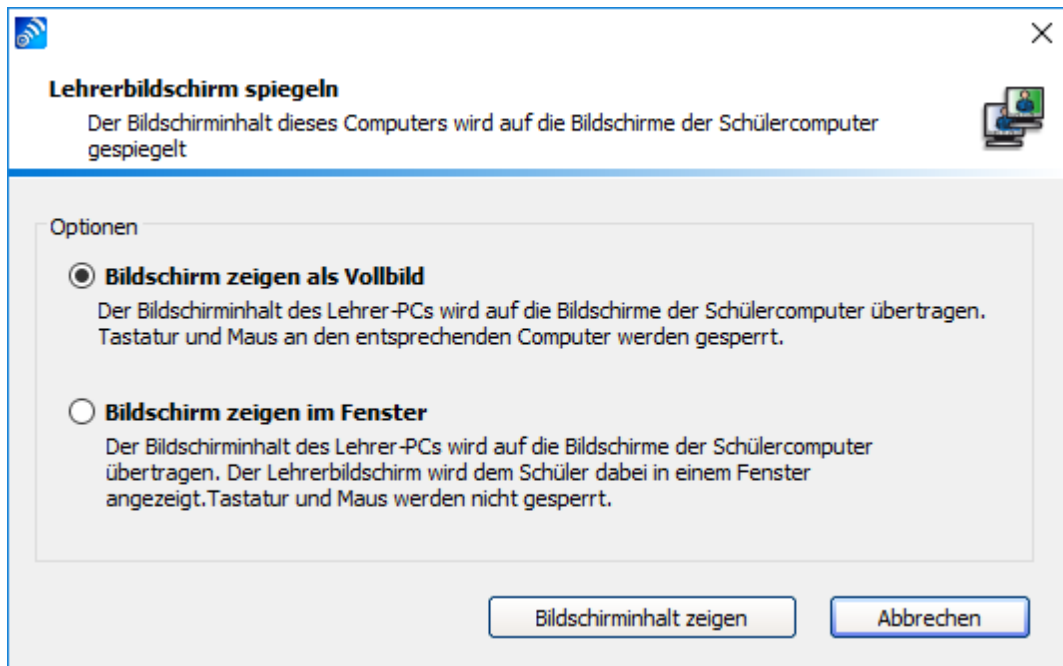 Lehrerbildschirm spiegeln
Der Bildschirminhalt dieses Computers wird auf die Bildschirme der Schülercomputer
gespiegelt
Optionen
Bildschirm zeigen als Vollbild
Der Bildschirminhalt des Lehrer-PCs wird auf die Bildschirme der Schülercomputer übertragen.
Tastatur und Maus an den entsprechenden Computer werden gesperrt.
Bildschirm zeigen im Fenster
Der Bildschirminhalt des Lehrer-PCs wird auf die Bildschirme der Schülercomputer
übertragen. Der Lehrerbildschirm wird dem Schüler dabei in einem Fenster
angezeigt.Tastatur und Maus werden nicht gesperrt.
Bildschirminhalt zeigen
Abbrechen